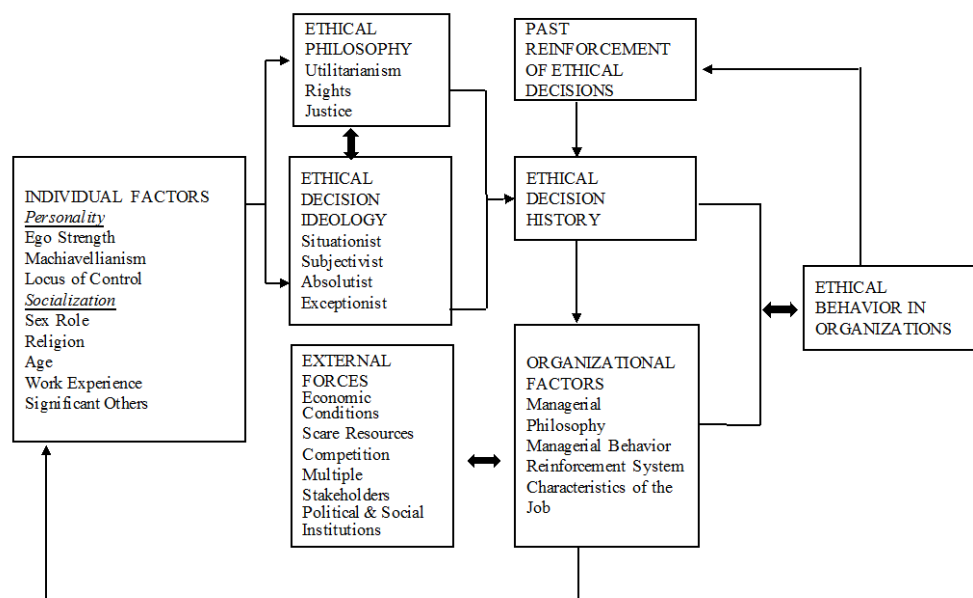 ETHICAL
PHILOSOPHY
Utilitarianism
Rights
Justice
PAST
REINFORCEMENT
OF ETHICAL
DECISIONS
INDIVIDUAL FACTORS
Personality
Ego Strength
Machiavellianism
Locus of Control
Socialization
Sex Role
Religion
Age
Work Experience
Significant Others
ETHICAL
DECISION
IDEOLOGY
Situationist
Subjectivist
Absolutist
Exceptionist
ETHICAL
DECISION
HISTORY
ETHICAL
BEHAVIOR IN
ORGANIZATIONS
EXTERNAL
FORCES
Economic
Conditions
Scare Resources
Competition
Multiple
Stakeholders
Political & Social
Institutions
ORGANIZATIONAL
FACTORS
Managerial
Philosophy
Managerial Behavior
Reinforcement System
Characteristics of the
Job